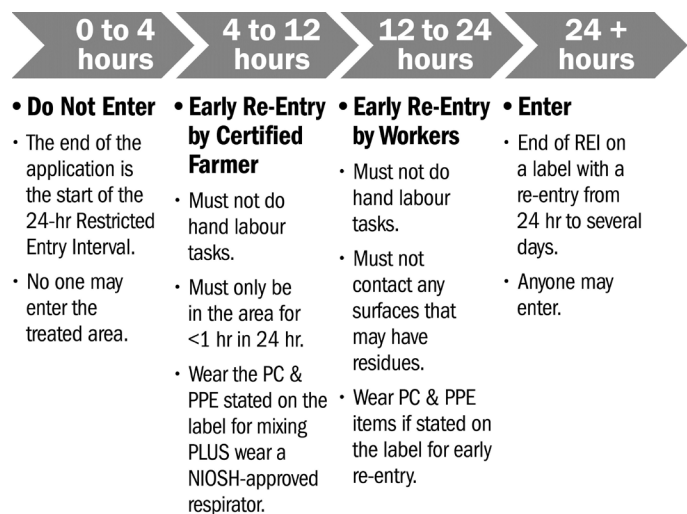 0 to 4
hours
4 to 12
hours
12 to 24
hours
24 +
hours
• Do Not Enter
· The end of the
application is
the start of the
24-hr Restricted
Entry Interval.
· No one may
enter the
treated area.
• Early Re-Entry
by Certified
Farmer
· Must not do
hand labour
tasks.
· Must only be
in the area for
<1 hr in 24 hr.
· Wear the PC &
PPE stated on the
label for mixing
PLUS wear a
NIOSH-approved
respirator.
• Early Re-Entry
by Workers
· Must not do
hand labour
tasks.
· Must not
contact any
surfaces that
may have
residues.
· Wear PC & PPE
items if stated on
the label for early
re-entry.
• Enter
· End of REI on
a label with a
re-entry from
24 hr to several
days.
· Anyone may
enter.